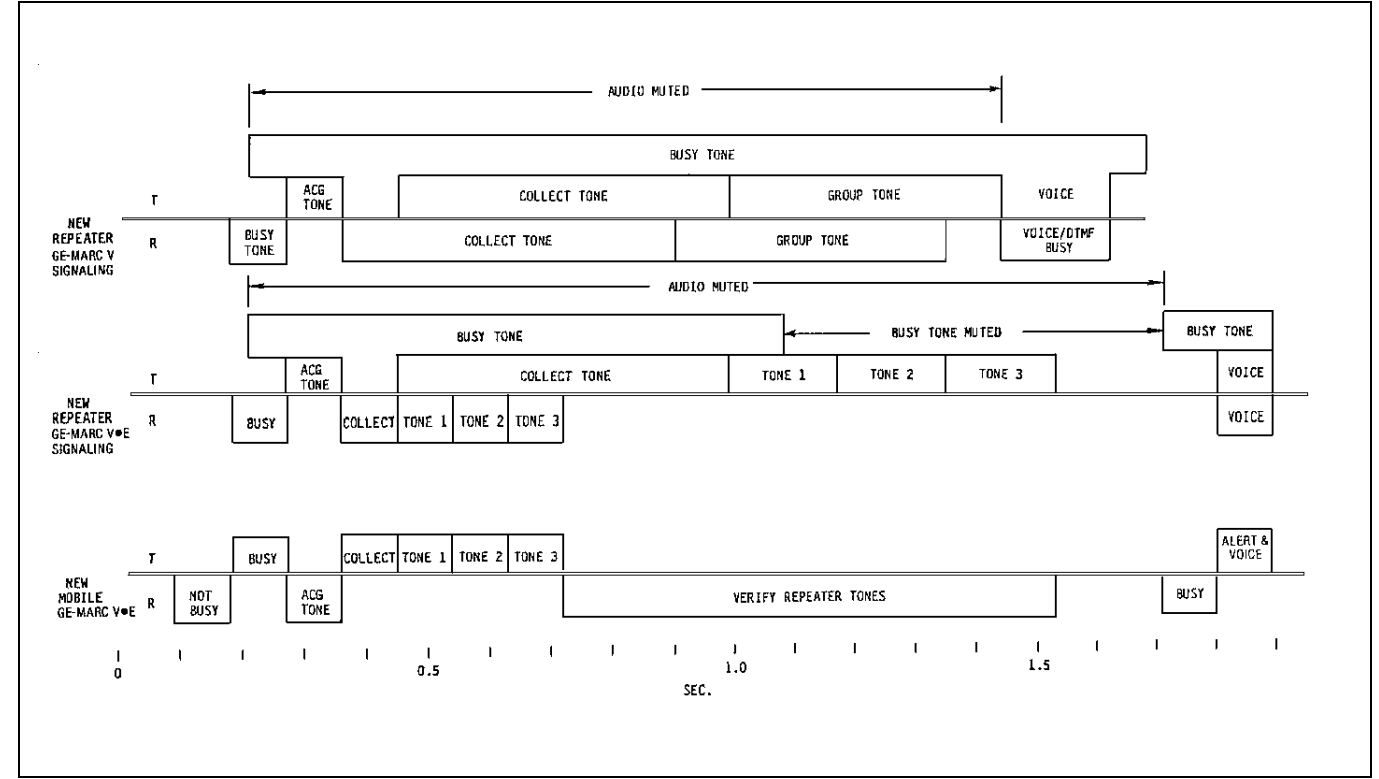 AUDIO MUTED
BUSY TONE
T
ACG
TONE
COLLECT TONE
GROUP TONE
VOICE
NEW
REPEATER
GE-MARC V
SIGNALING
R
BUSY
TONE
COLLECT TONE
GROUP TONE
VOICE/DTMF
BUSY
AUDIO MUTED
BUSY TONE
BUSY TONE MUTED
BUSY TONE
T
ACG
TONE
COLLECT TONE
TONE 1
TONE 2
TONE 3
VOICE
NEW
REPEATER
GE-MARC V•E
SIGNALING
R
BUSY
COLLECT
TONE 1
TONE 2
TONE 3
VOICE
T
BUSY
COLLECT
TONE 1
TONE 2
TONE 3
ALERT &
VOICE
NEW
MOBILE
GE-MARC V•E
R
NOT
BUSY
ACG
TONE
VERIFY REPEATER TONES
BUSY
0
0.5
1.0
1.5
SEC.